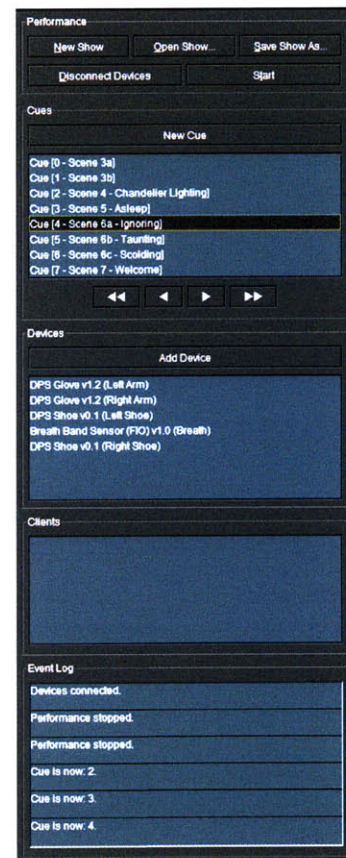 Performance
New Show Open Show... Save Show As...
Disconnect Devices Start
Cues
New Cue
Cue [0 - Scene 3a]
Cue [1 - Scene 3b]
Cue [2 - Scene 4 - Chandelier Lighting]
Cue [3 - Scene 5 - Asleep]
Cue [4 - Scene 6a - Ignoring]
Cue [5 - Scene 6b - Taunting]
Cue [6 - Scene 6c - Scolding]
Cue [7 - Scene 7 - Welcome]
Devices
Add Device
DPS Glove v1.2 (Left Arm)
DPS Glove v1.2 (Right Arm)
DPS Shoe v0.1 (Left Shoe)
Breath Band Sensor (FIO) v1.0 (Breath)
DPS Shoe v0.1 (Right Shoe)
Clients
Event Log
Devices connected.
Performance stopped.
Performance stopped.
Cue is now: 2.
Cue is now: 3.
Cue is now: 4.